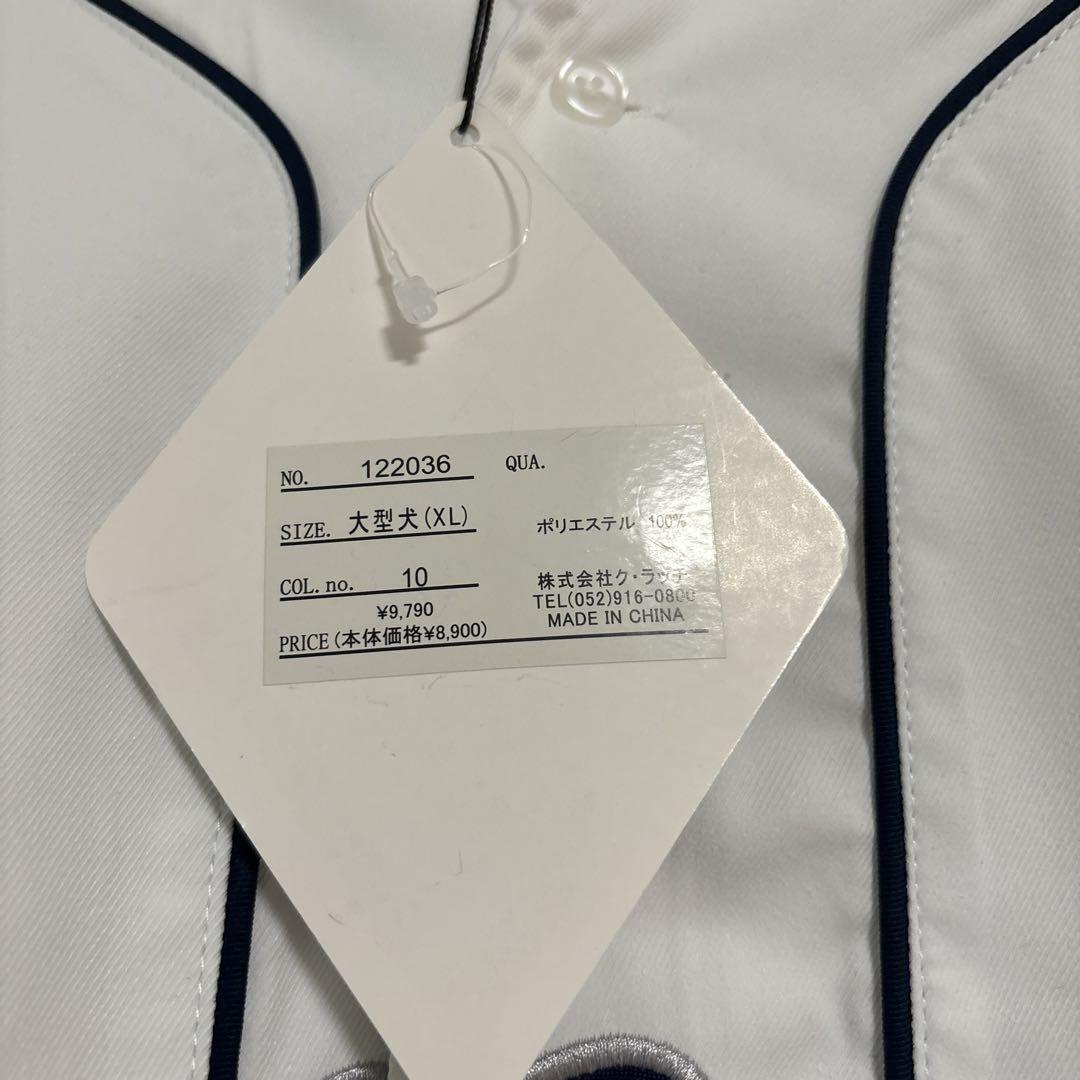 NO. 122036 QUA.
SIZE. 大型犬(XL) ポリエステル 100%
COL. no. 10 株式会社ク・ラッチ
¥9,790 TEL(052)916-0800
PRICE(本体価格¥8,900) MADE IN CHINA